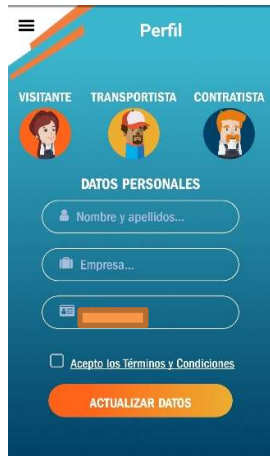 Perfil
VISITANTE TRANSPORTISTA CONTRATISTA
DATOS PERSONALES
Nombre y apellidos...
Empresa...
Acepto los Términos y Condiciones
ACTUALIZAR DATOS